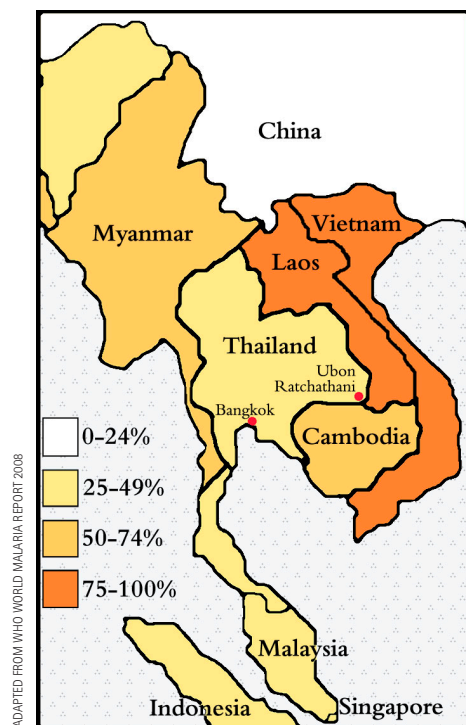 China
Vietnam
Myanmar
Laos
Thailand
Ubon
Ratchathani
Bangkok
Cambodia
0–24%
25–49%
50–74%
75–100%
Malaysia
Indonesia
Singapore
ADAPTED FROM WHO WORLD MALARIA REPORT 2008